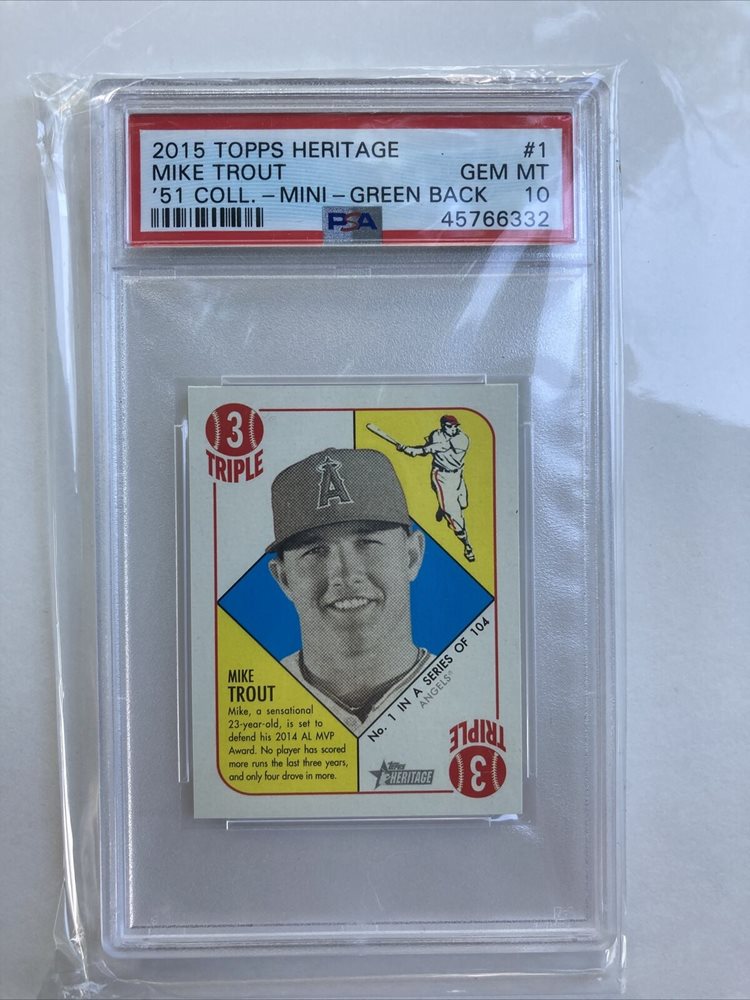 2015 TOPPS HERITAGE #1
MIKE TROUT GEM MT
'51 COLL. - MINI - GREEN BACK 10
PSA 45766332
3
TRIPLE
A
MIKE
TROUT
Mike, a sensational
23-year-old, is set to
defend his 2014 AL MVP
Award. No player has scored
more runs the last three years,
and only four drove in more.
No. 1 IN A SERIES OF 104
ANGELS®
Topps
HERITAGE
3
TRIPLE